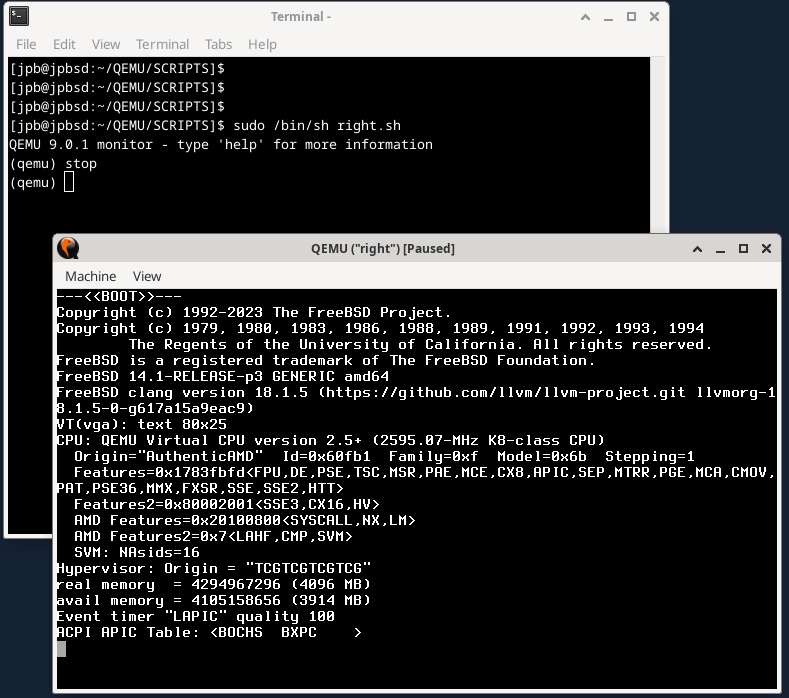 Terminal -
File Edit View Terminal Tabs Help
[jpb@jpbsd:~/QEMU/SCRIPTS]$
[jpb@jpbsd:~/QEMU/SCRIPTS]$
[jpb@jpbsd:~/QEMU/SCRIPTS]$
[jpb@jpbsd:~/QEMU/SCRIPTS]$ sudo /bin/sh right.sh
QEMU 9.0.1 monitor - type 'help' for more information
(qemu) stop
(qemu)
QEMU ("right") [Paused]
Machine View
---<<BOOT>>---
Copyright (c) 1992-2023 The FreeBSD Project.
Copyright (c) 1979, 1980, 1983, 1986, 1988, 1989, 1991, 1992, 1993, 1994
        The Regents of the University of California. All rights reserved.
FreeBSD is a registered trademark of The FreeBSD Foundation.
FreeBSD 14.1-RELEASE-p3 GENERIC amd64
FreeBSD clang version 18.1.5 (https://github.com/llvm/llvm-project.git llvmorg-1
8.1.5-0-g617a15a9eac9)
VT(vga): text 80x25
CPU: QEMU Virtual CPU version 2.5+ (2595.07-MHz K8-class CPU)
  Origin="AuthenticAMD"  Id=0x60fb1  Family=0xf  Model=0x6b  Stepping=1
  Features=0x1783fbfd<FPU,DE,PSE,TSC,MSR,PAE,MCE,CX8,APIC,SEP,MTRR,PGE,MCA,CMOV,
PAT,PSE36,MMX,FXSR,SSE,SSE2,HTT>
  Features2=0x80002001<SSE3,CX16,HV>
  AMD Features=0x20100800<SYSCALL,NX,LM>
  AMD Features2=0x7<LAHF,CMP,SVM>
  SVM: NAsids=16
Hypervisor: Origin = "TCGTCGTCGTCG"
real memory  = 4294967296 (4096 MB)
avail memory = 4105158656 (3914 MB)
Event timer "LAPIC" quality 100
ACPI APIC Table: <BOCHS  BXPC    >